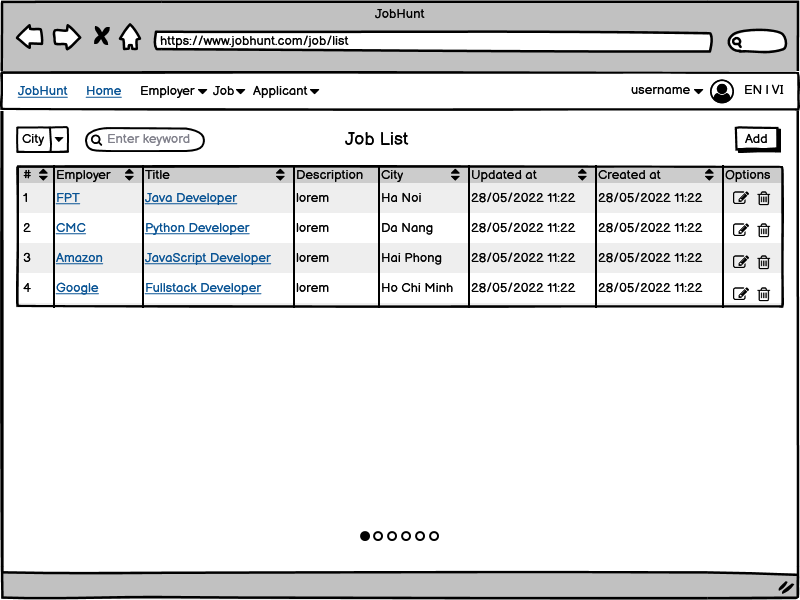 JobHunt
https://www.jobhunt.com/job/list
JobHunt Home Employer Job Applicant username EN | VI
City Enter keyword Job List Add
# Employer Title Description City Updated at Created at Options
1 FPT Java Developer lorem Ha Noi 28/05/2022 11:22 28/05/2022 11:22
2 CMC Python Developer lorem Da Nang 28/05/2022 11:22 28/05/2022 11:22
3 Amazon JavaScript Developer lorem Hai Phong 28/05/2022 11:22 28/05/2022 11:22
4 Google Fullstack Developer lorem Ho Chi Minh 28/05/2022 11:22 28/05/2022 11:22